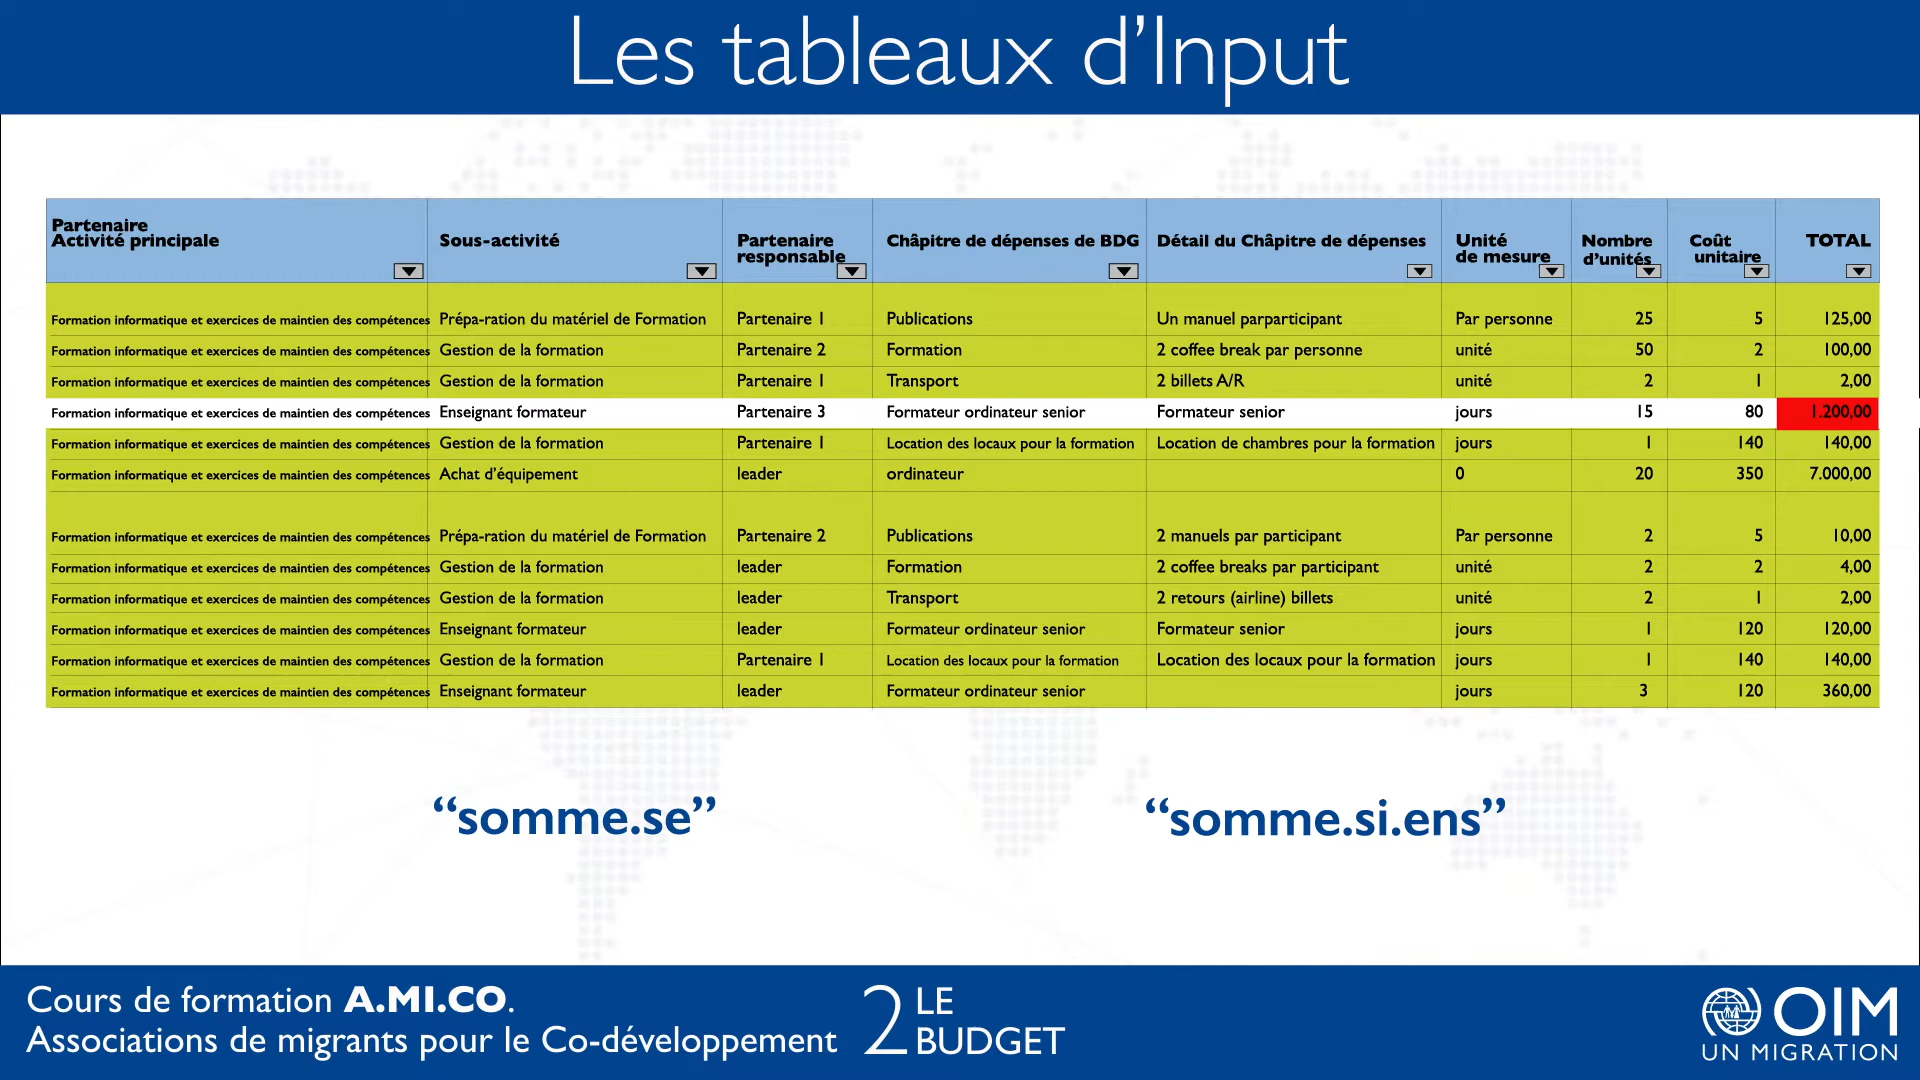 Les tableaux d’Input
Partenaire
Activité principale
Sous-activité
Partenaire
responsable
Châpitre de dépenses de BDG
Détail du Châpitre de dépenses
Unité
de mesure
Nombre
d’unités
Coût
unitaire
TOTAL
Formation informatique et exercices de maintien des compétences Prépa-ration du matériel de Formation Partenaire 1 Publications Un manuel parparticipant Par personne 25 5 125,00
Formation informatique et exercices de maintien des compétences Gestion de la formation Partenaire 2 Formation 2 coffee break par personne unité 50 2 100,00
Formation informatique et exercices de maintien des compétences Gestion de la formation Partenaire 1 Transport 2 billets A/R unité 2 1 2,00
Formation informatique et exercices de maintien des compétences Enseignant formateur Partenaire 3 Formateur ordinateur senior Formateur senior jours 15 80 1.200,00
Formation informatique et exercices de maintien des compétences Gestion de la formation Partenaire 1 Location des locaux pour la formation Location de chambres pour la formation jours 1 140 140,00
Formation informatique et exercices de maintien des compétences Achat d’équipement leader ordinateur 0 20 350 7.000,00
Formation informatique et exercices de maintien des compétences Prépa-ration du matériel de Formation Partenaire 2 Publications 2 manuels par participant Par personne 2 5 10,00
Formation informatique et exercices de maintien des compétences Gestion de la formation leader Formation 2 coffee breaks par participant unité 2 2 4,00
Formation informatique et exercices de maintien des compétences Gestion de la formation leader Transport 2 retours (airline) billets unité 2 1 2,00
Formation informatique et exercices de maintien des compétences Enseignant formateur leader Formateur ordinateur senior Formateur senior jours 1 120 120,00
Formation informatique et exercices de maintien des compétences Gestion de la formation Partenaire 1 Location des locaux pour la formation Location des locaux pour la formation jours 1 140 140,00
Formation informatique et exercices de maintien des compétences Enseignant formateur leader Formateur ordinateur senior jours 3 120 360,00
“somme.se” “somme.si.ens”
Cours de formation A.MI.CO.
Associations de migrants pour le Co-développement
2 LE
BUDGET
OIM
UN MIGRATION